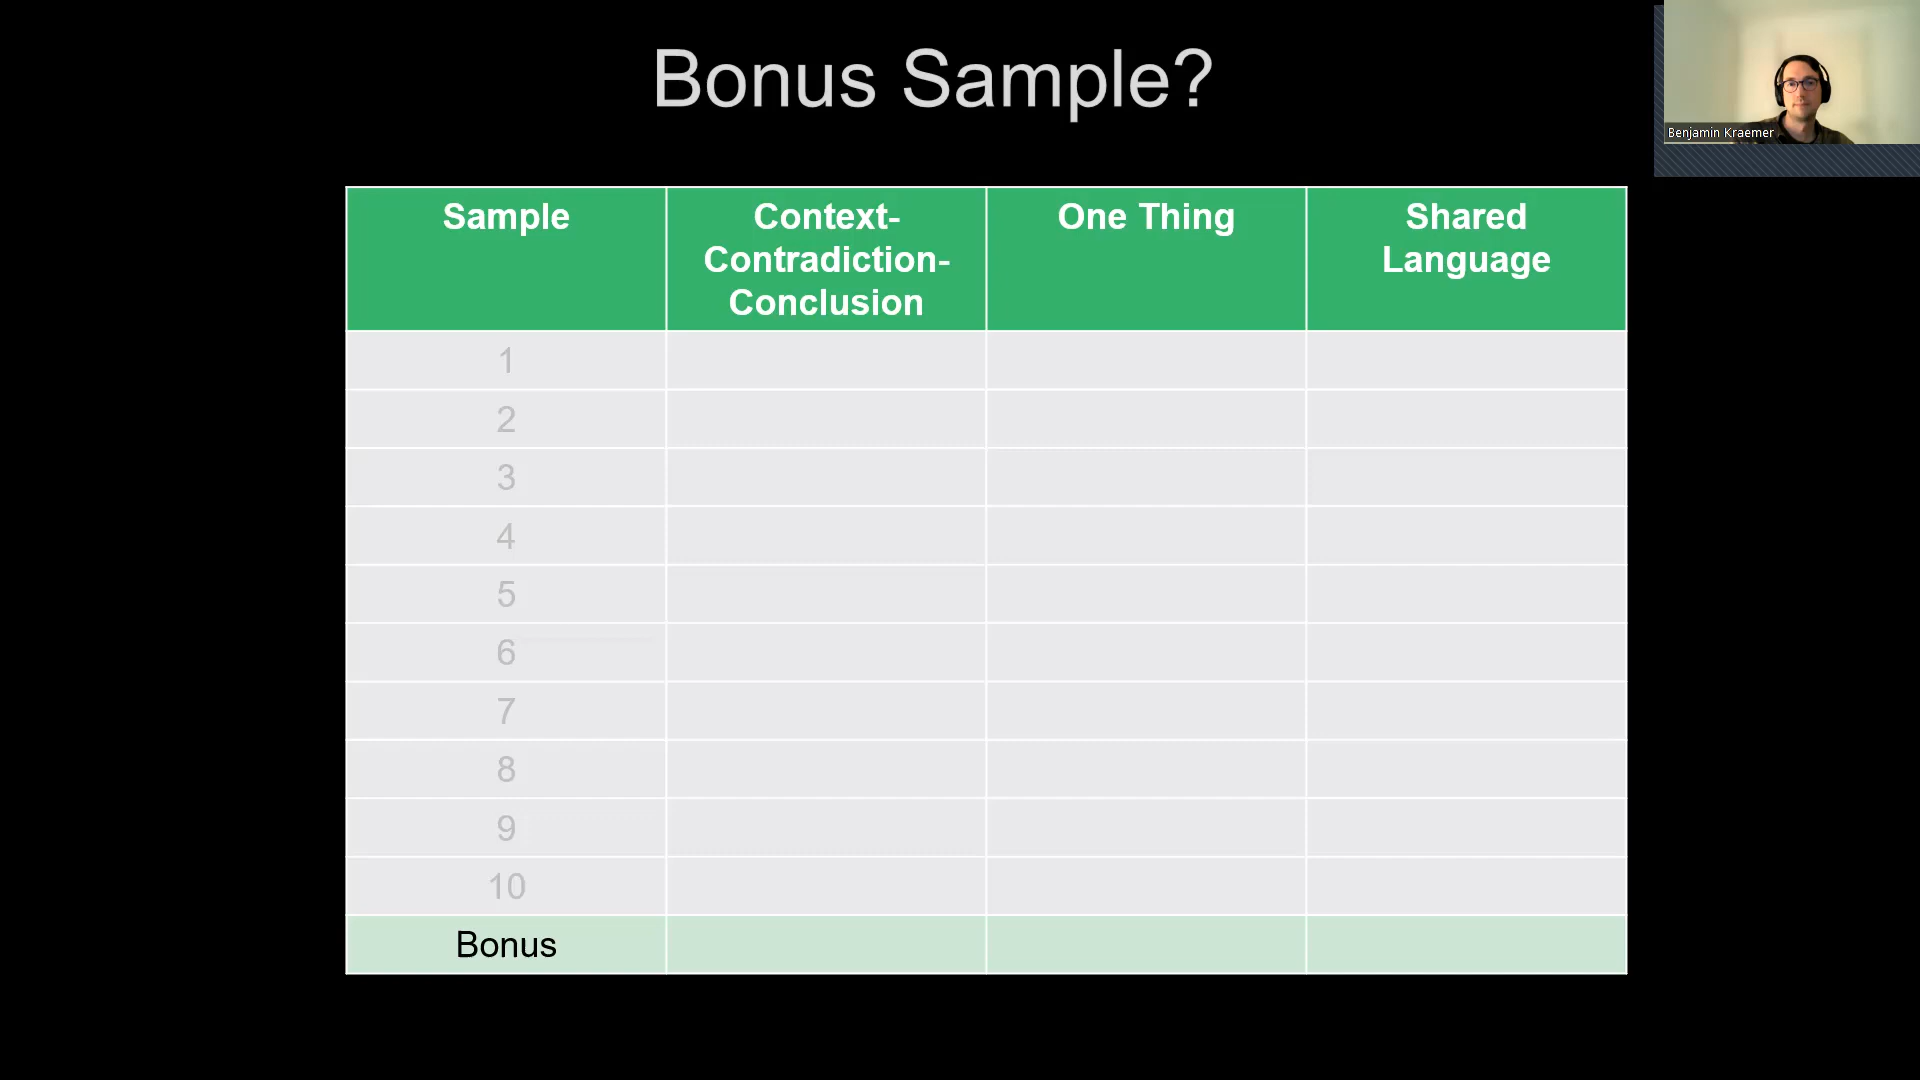 Bonus Sample?
Benjamin Kraemer
Sample
Context-
Contradiction-
Conclusion
One Thing
Shared
Language
1
2
3
4
5
6
7
8
9
10
Bonus